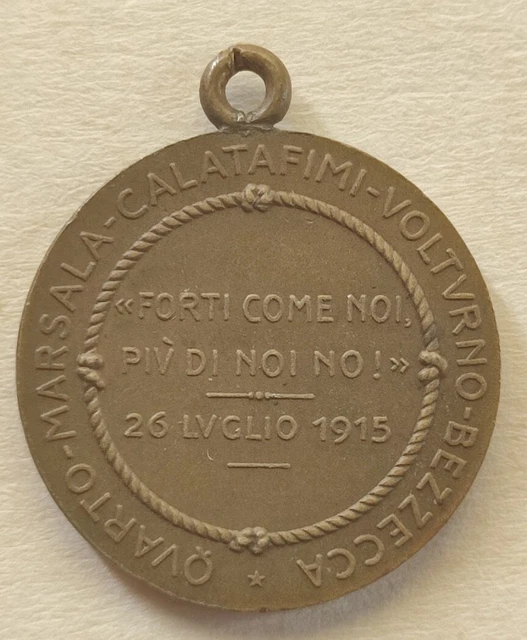 QVARTO-MARSALA-CALATAFIMI-VOLTVRNO-BEZZECCA
«FORTI COME NOI,
PIV̀ DI NOI NO!»
26 LVGLIO 1915